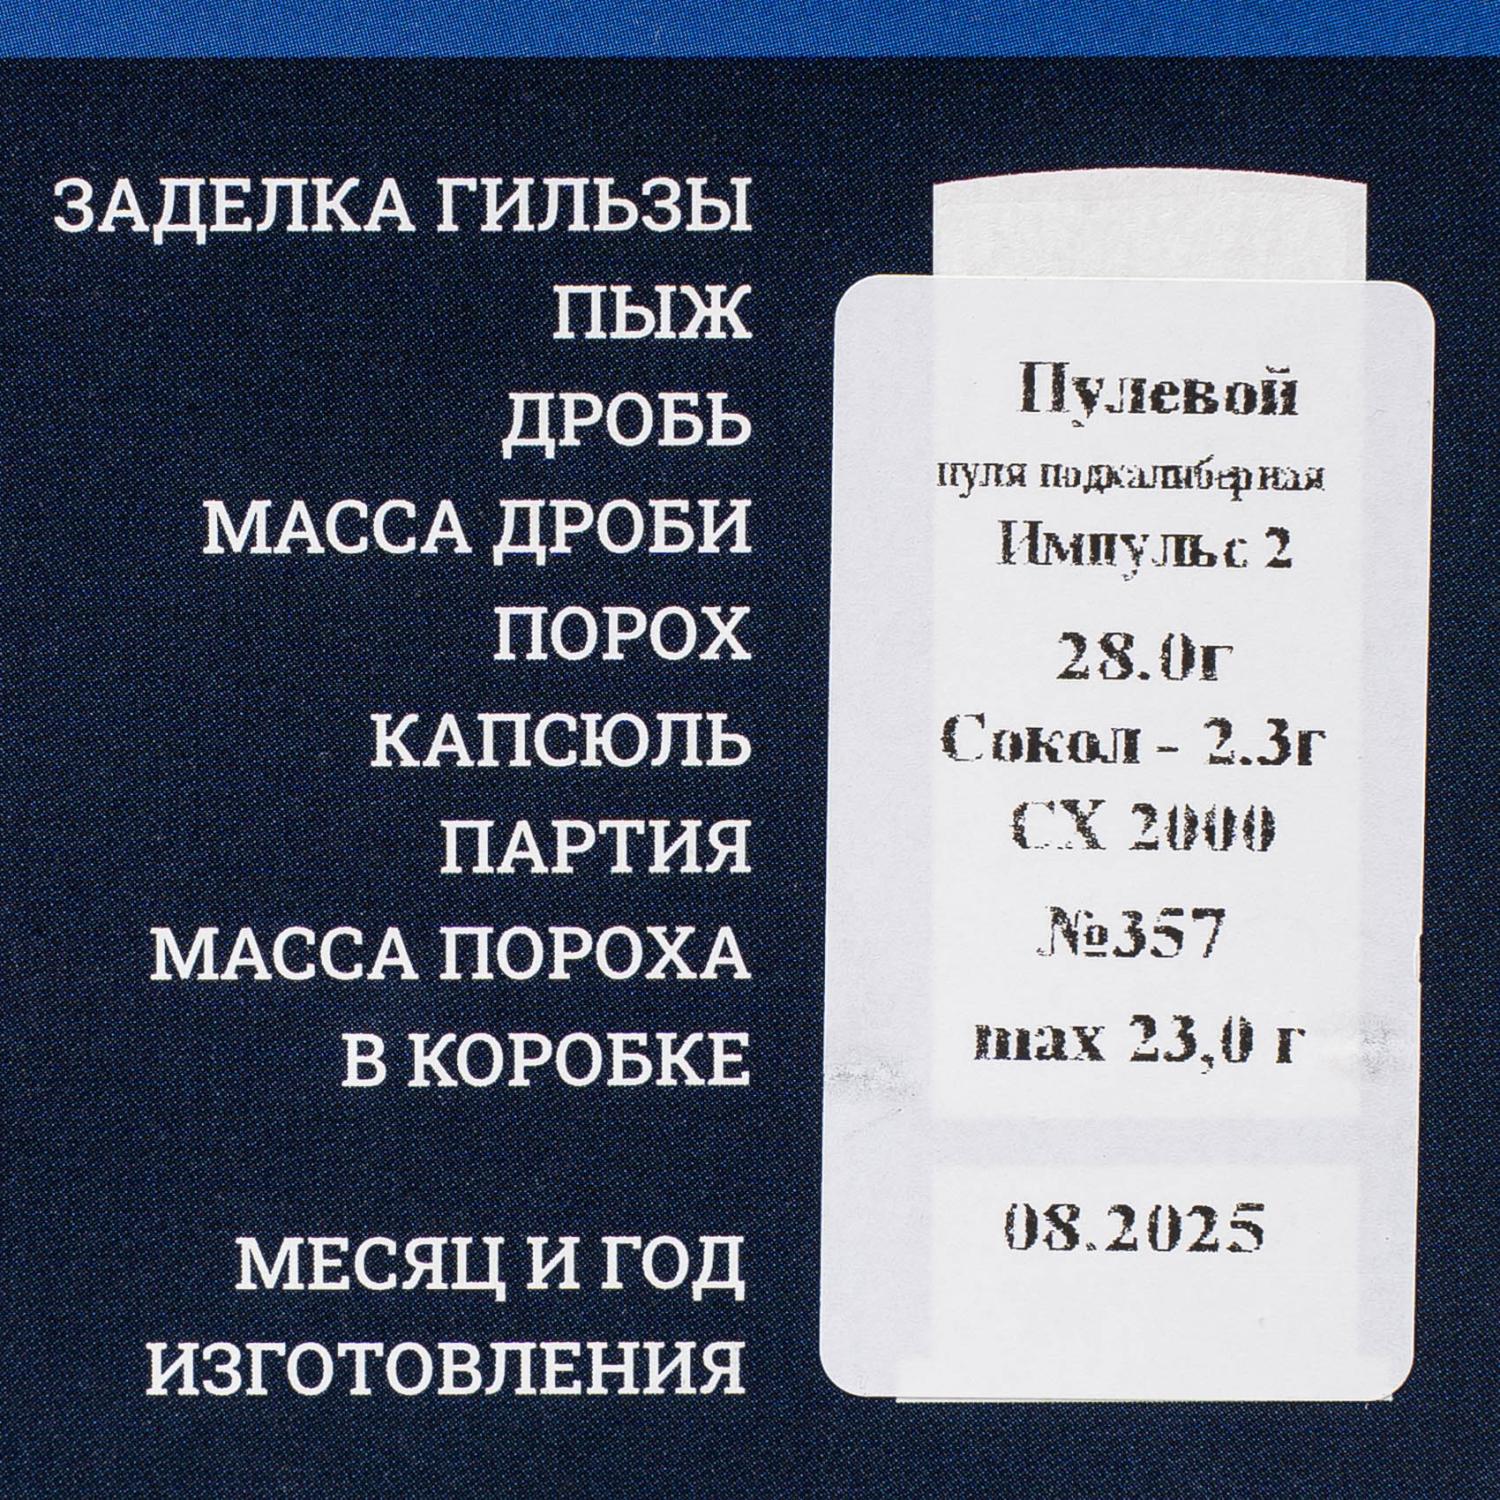 ЗАДЕЛКА ГИЛЬЗЫ
ПЫЖ
ДРОБЬ
МАССА ДРОБИ
ПОРОХ
КАПСЮЛЬ
ПАРТИЯ
МАССА ПОРОХА
В КОРОБКЕ
МЕСЯЦ И ГОД
ИЗГОТОВЛЕНИЯ
Пулевой
пуля подкалиберная
Импульс 2
28.0г
Сокол - 2.3г
СХ 2000
№357
max 23,0 г
08.2025